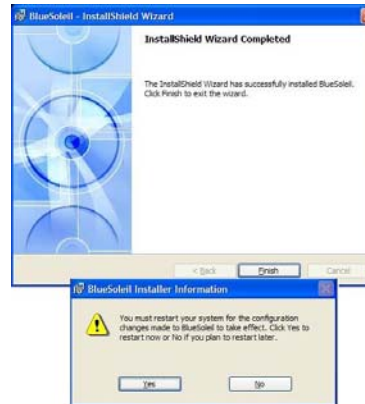 BlueSoleil - InstallShield Wizard
InstallShield Wizard Completed
The InstallShield Wizard has successfully installed BlueSoleil.
Click Finish to exit the wizard.
< Back
Finish
Cancel
BlueSoleil Installer Information
You must restart your system for the configuration
changes made to BlueSoleil to take effect. Click Yes to
restart now or No if you plan to restart later.
Yes
No